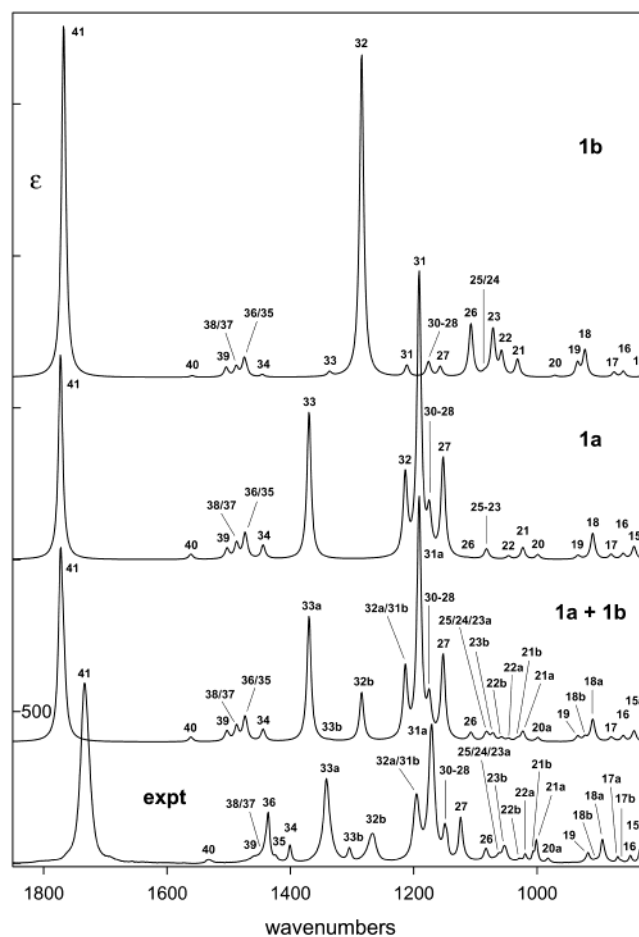 41
32
1b
ε
31
25/24
26
23
36/35
38/37
30-28
22
18
40
39
34
33
31
27
21
20
19
17
16
1
41
33
1a
30-28
32
27
36/35
38/37
25-23
40
39
34
26
22
21
20
19
18
17
16
15
41
31a
1a + 1b
33a
32a/31b
30-28
25/24/23a
23b
22b
22a
21b
21a
27
36/35
38/37
32b
18b
18a
500
40
39
34
33b
26
20a
19
17
16
15
41
31a
expt
33a
32a/31b
30-28
25/24/23a
23b
22b
22a
21b
21a
17a
17b
18a
18b
38/37
36
27
32b
40
39
35
34
33b
26
20a
19
16
15
1800
1600
1400
1200
1000
wavenumbers